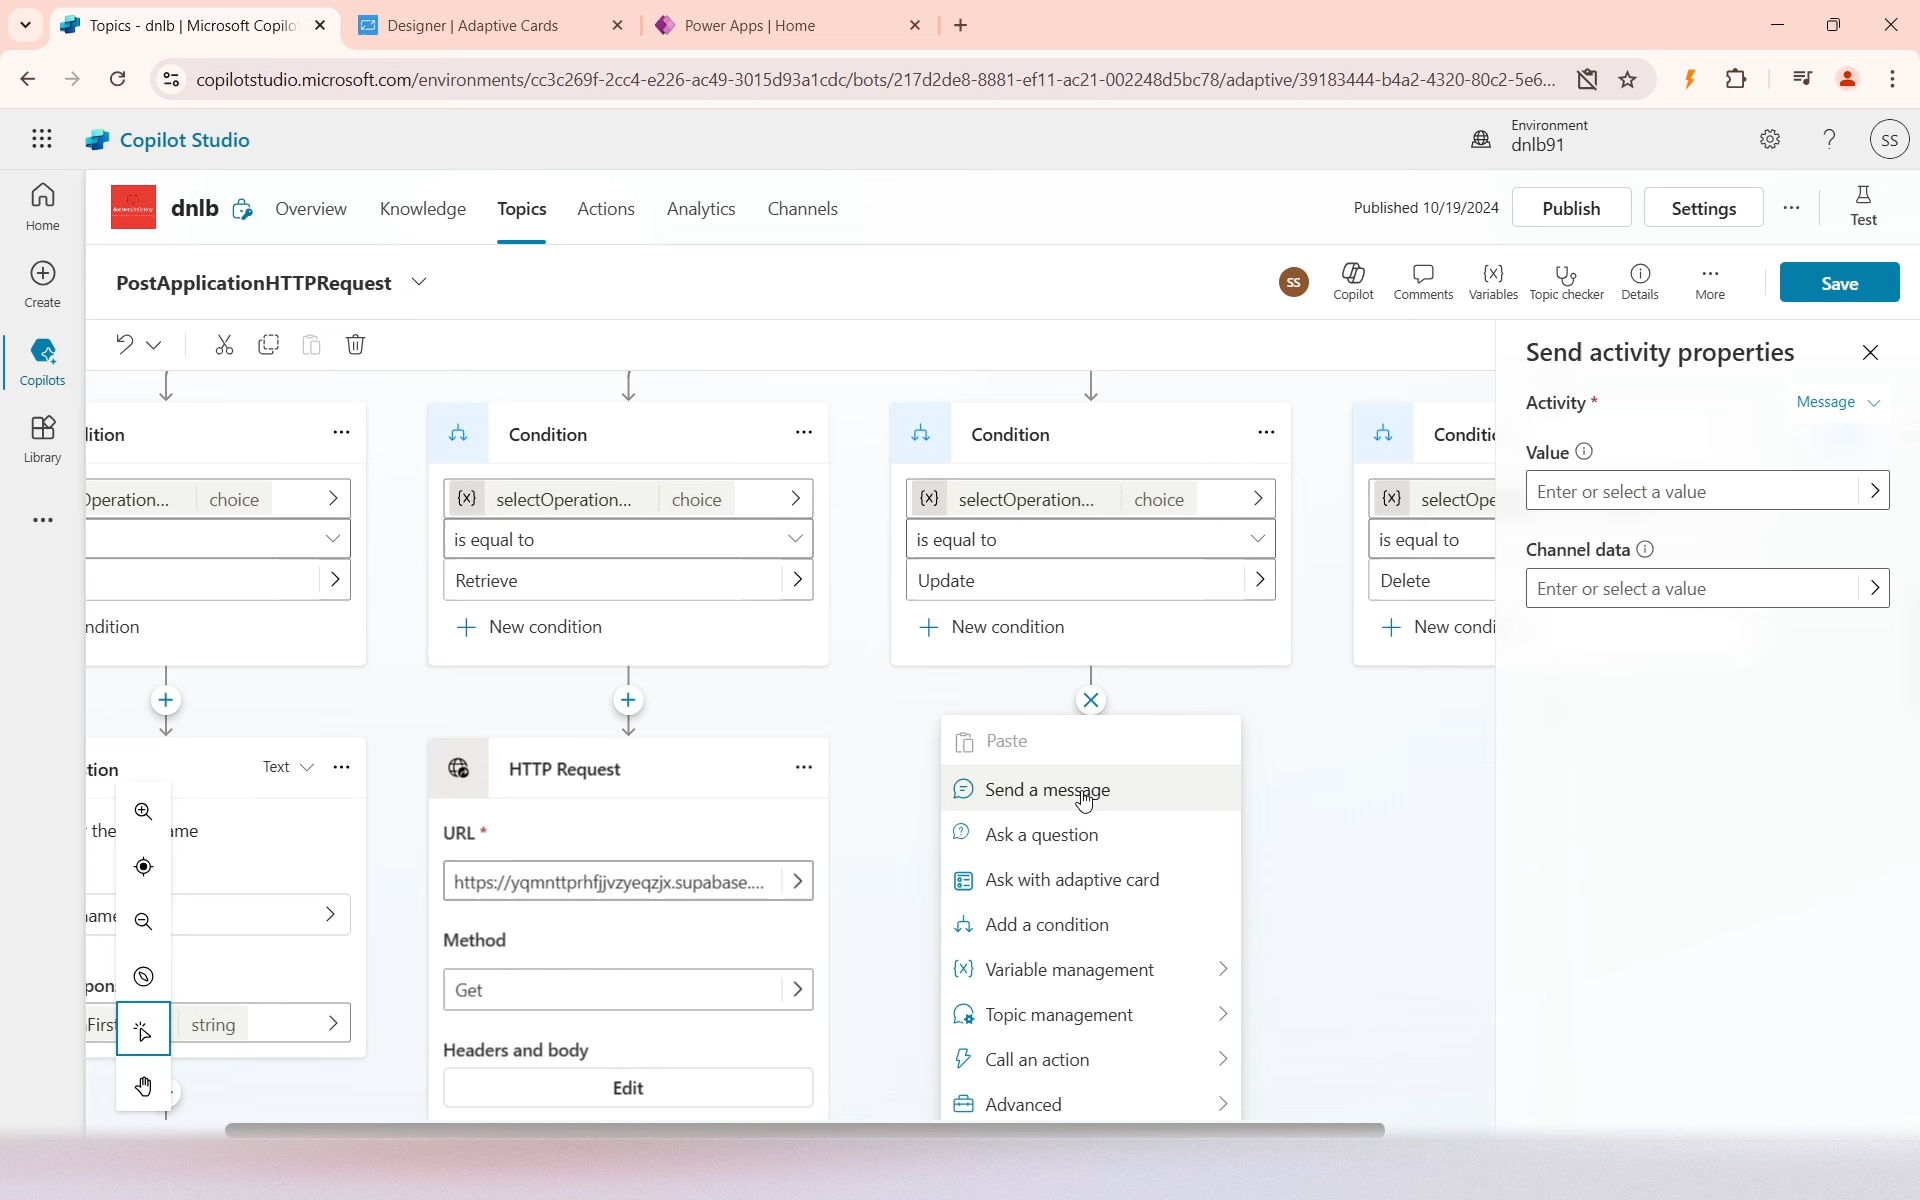 Topics - dnlb | Microsoft Copilo
Designer | Adaptive Cards
Power Apps | Home
copilotstudio.microsoft.com/environments/cc3c269f-2cc4-e226-ac49-3015d93a1cdc/bots/217d2de8-8881-ef11-ac21-002248d5bc78/adaptive/39183444-b4a2-4320-80c2-5e6...
Copilot Studio
Environment
dnlb91
SS
Home
Create
Copilots
Library
dnlb
Overview
Knowledge
Topics
Actions
Analytics
Channels
Published 10/19/2024
Publish
Settings
Test
PostApplicationHTTPRequest
SS
Copilot
Comments
Variables
Topic checker
Details
More
Save
Send activity properties
Activity *
Message
Value
Enter or select a value
Channel data
Enter or select a value
lition
Operation...
choice
ndition
Condition
{x}
selectOperation...
choice
is equal to
Retrieve
New condition
Condition
{x}
selectOperation...
choice
is equal to
Update
New condition
Conditic
{x}
selectOpe
is equal to
Delete
New condi
stion
Text
the
ame
name
pon
Firs
string
HTTP Request
URL *
https://yqmnttprhfjjvzyeqzjx.supabase....
Method
Get
Headers and body
Edit
Paste
Send a message
Ask a question
Ask with adaptive card
Add a condition
{x} Variable management
Topic management
Call an action
Advanced